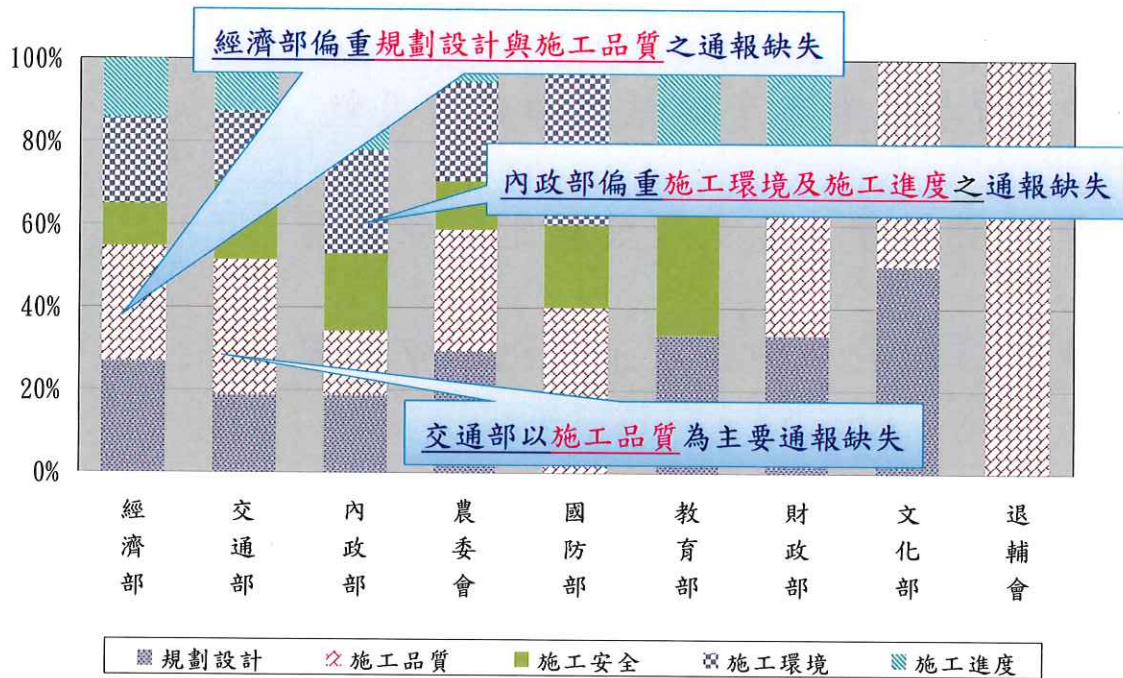 經濟部偏重規劃設計與施工品質之通報缺失
100%
80%
內政部偏重施工環境及施工進度之通報缺失
60%
40%
20%
交通部以施工品質為主要通報缺失
0%
經濟部
交通部
內政部
農委會
國防部
教育部
財政部
文化部
退輔會
規劃設計 施工品質 施工安全 施工環境 施工進度